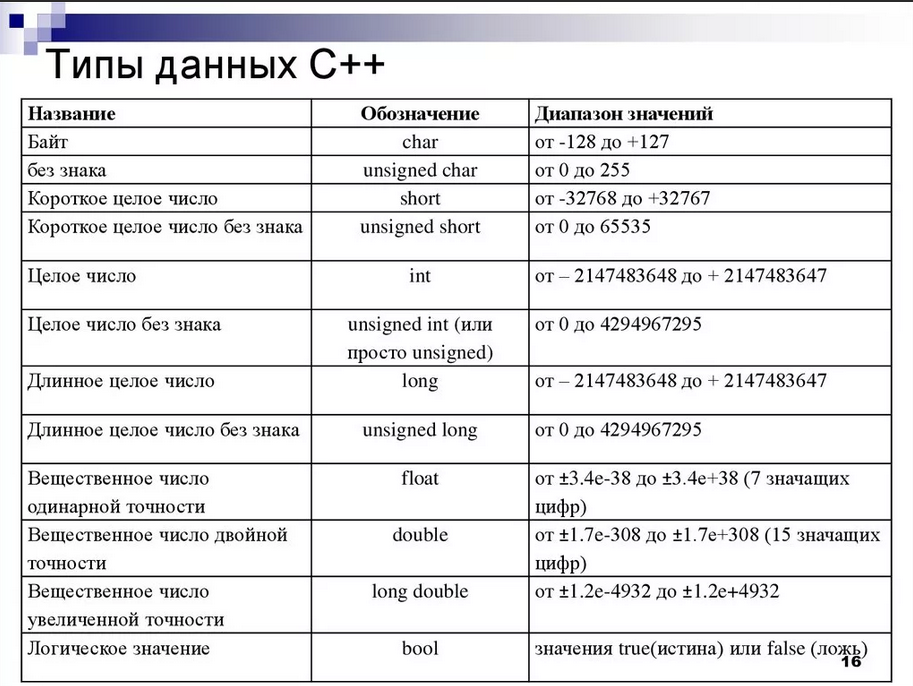 Типы данных C++
Название Обозначение Диапазон значений
Байт char от -128 до +127
без знака unsigned char от 0 до 255
Короткое целое число short от -32768 до +32767
Короткое целое число без знака unsigned short от 0 до 65535
Целое число int от – 2147483648 до + 2147483647
Целое число без знака unsigned int (или от 0 до 4294967295
просто unsigned)
Длинное целое число long от – 2147483648 до + 2147483647
Длинное целое число без знака unsigned long от 0 до 4294967295
Вещественное число float от ±3.4e-38 до ±3.4e+38 (7 значащих
одинарной точности цифр)
Вещественное число двойной double от ±1.7e-308 до ±1.7e+308 (15 значащих
точности цифр)
Вещественное число long double от ±1.2e-4932 до ±1.2e+4932
увеличенной точности
Логическое значение bool значения true(истина) или false (ложь)
16